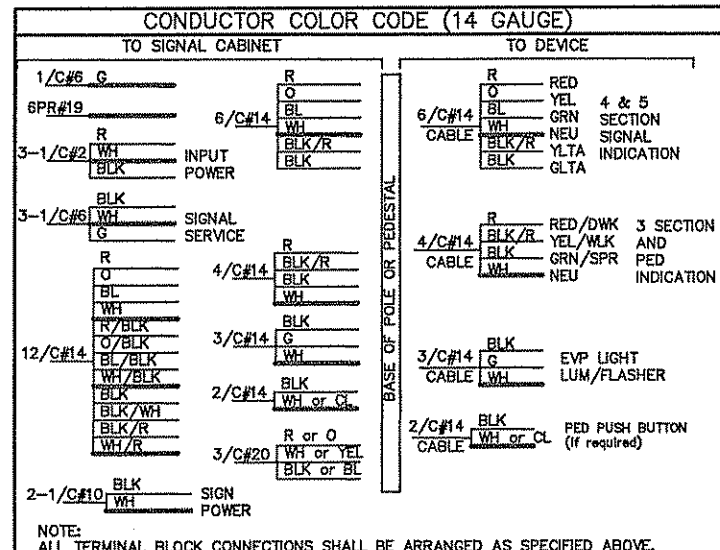 CONDUCTOR COLOR CODE (14 GAUGE)
TO SIGNAL CABINET
TO DEVICE
1/C#6 G
6PR#19
3-1/C#2
R
WH
BLK
INPUT
POWER
3-1/C#6
BLK
WH
G
SIGNAL
SERVICE
12/C#14
R
O
BL
WH
R/BLK
O/BLK
BL/BLK
WH/BLK
BLK
BLK/WH
BLK/R
WH/R
2-1/C#10
BLK
WH
SIGN
POWER
6/C#14
R
O
BL
WH
BLK/R
BLK
4/C#14
R
BLK/R
BLK
WH
3/C#14
BLK
G
WH
2/C#14
BLK
WH or CL
3/C#20
R or O
WH or YEL
BLK or BL
BASE OF POLE OR PEDESTAL
6/C#14
CABLE
R RED
O YEL
BL GRN
WH NEU
BLK/R YLTA
BLK GLTA
4 & 5
SECTION
SIGNAL
INDICATION
4/C#14
CABLE
R RED/DWK
BLK/R YEL/WLK
BLK GRN/SPR
WH NEU
3 SECTION
AND
PED
INDICATION
3/C#14
CABLE
BLK
G
WH
EVP LIGHT
LUM/FLASHER
2/C#14
CABLE
BLK
WH or CL
PED PUSH BUTTON
(if required)
NOTE:
ALL TERMINAL BLOCK CONNECTIONS SHALL BE ARRANGED AS SPECIFIED ABOVE.